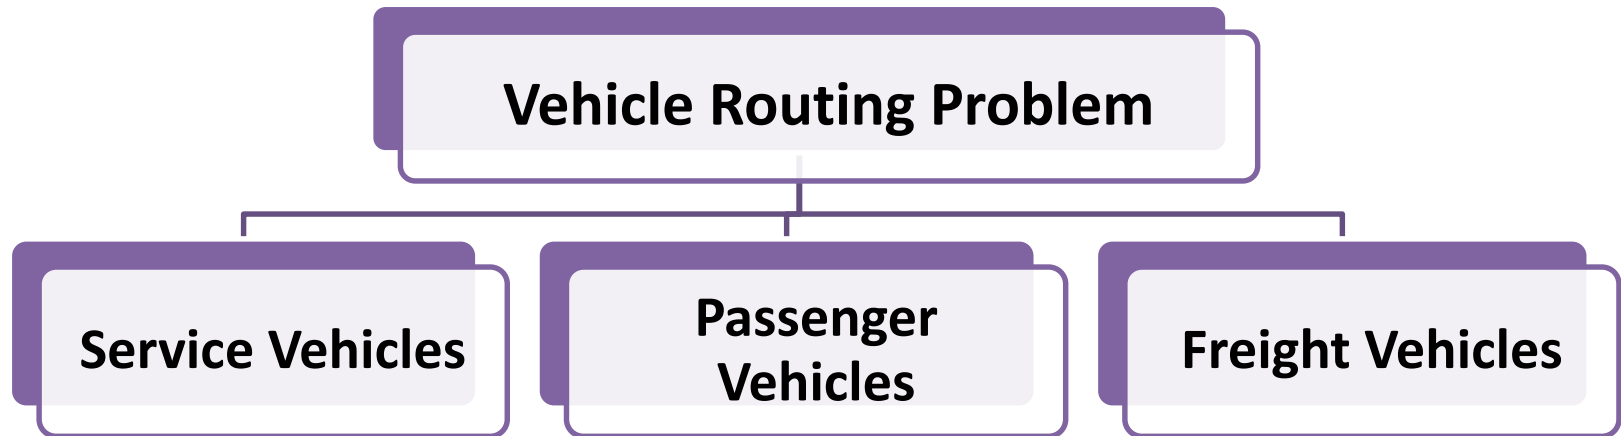 Vehicle Routing Problem
Service Vehicles
Passenger
Vehicles
Freight Vehicles